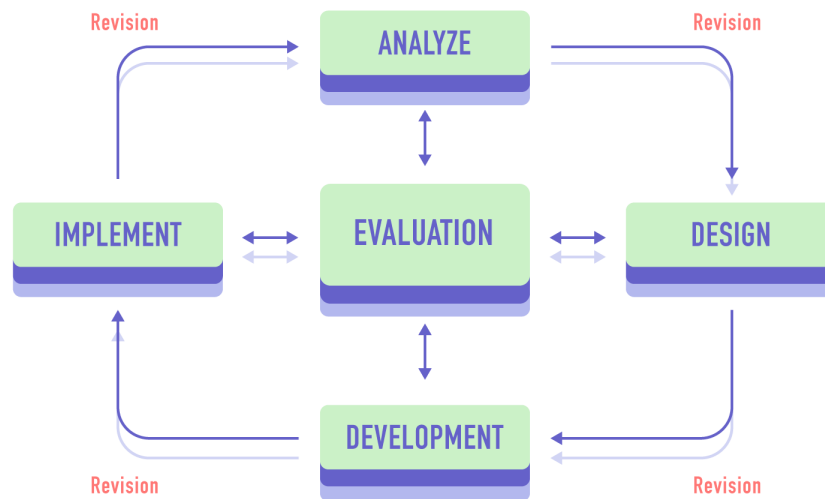 Revision
ANALYZE
Revision
IMPLEMENT
EVALUATION
DESIGN
DEVELOPMENT
Revision
Revision